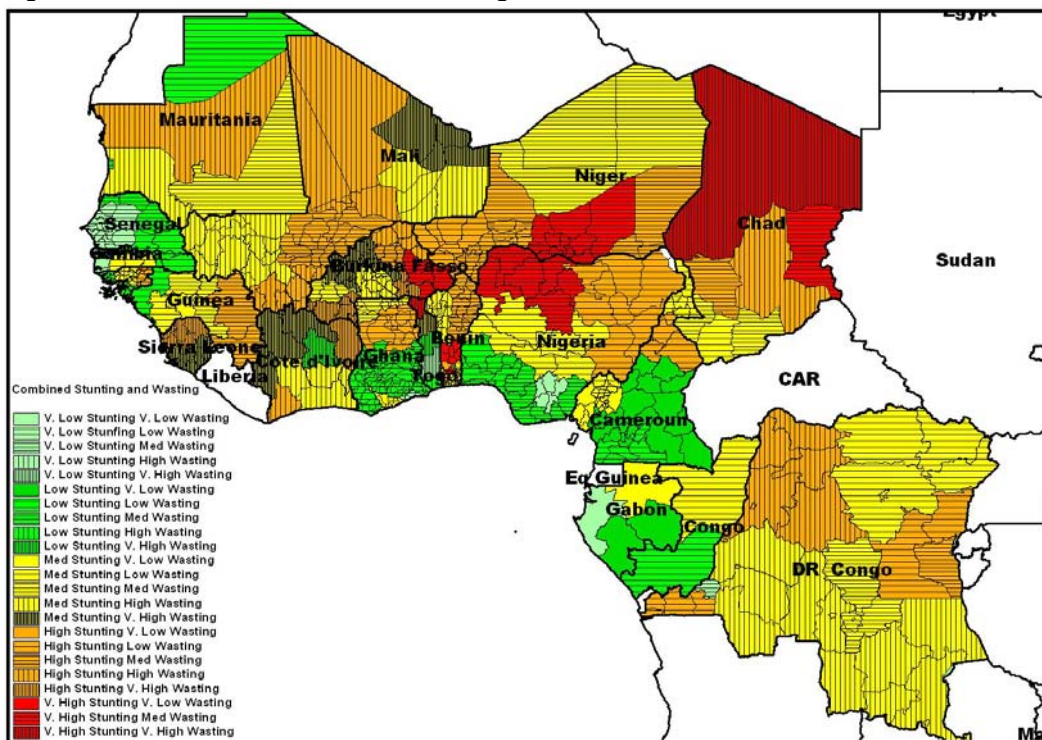 Egypt
Mauritania
Mali
Niger
Chad
Senegal
Gambia
Sudan
Burkina Fasso
Guinea
Benin
Nigeria
Sierra Leone
Cote d'Ivoire
Ghana
Togo
Liberia
CAR
Cameroun
Eq Guinea
Gabon
Congo
DR Congo
Ma
Combined Stunting and Wasting
V. Low Stunting V. Low Wasting
V. Low Stunfing Low Wasting
V. Low Stunting Med Wasting
V. Low Stunting High Wasting
V. Low Stunting V. High Wasting
Low Stunting V. Low Wasting
Low Stunting Low Wasting
Low Stunting Med Wasting
Low Stunting High Wasting
Low Stunting V. High Wasting
Med Stunting V. Low Wasting
Med Stunting Low Wasting
Med Stunting Med Wasting
Med Stunting High Wasting
Med Stunting V. High Wasting
High Stunting V. Low Wasting
High Stunting Low Wasting
High Stunting Med Wasting
High Stunting High Wasting
High Stunting V. High Wasting
V. High Stunting V. Low Wasting
V. High Stunting Med Wasting
V. High Stunting V. High Wasting